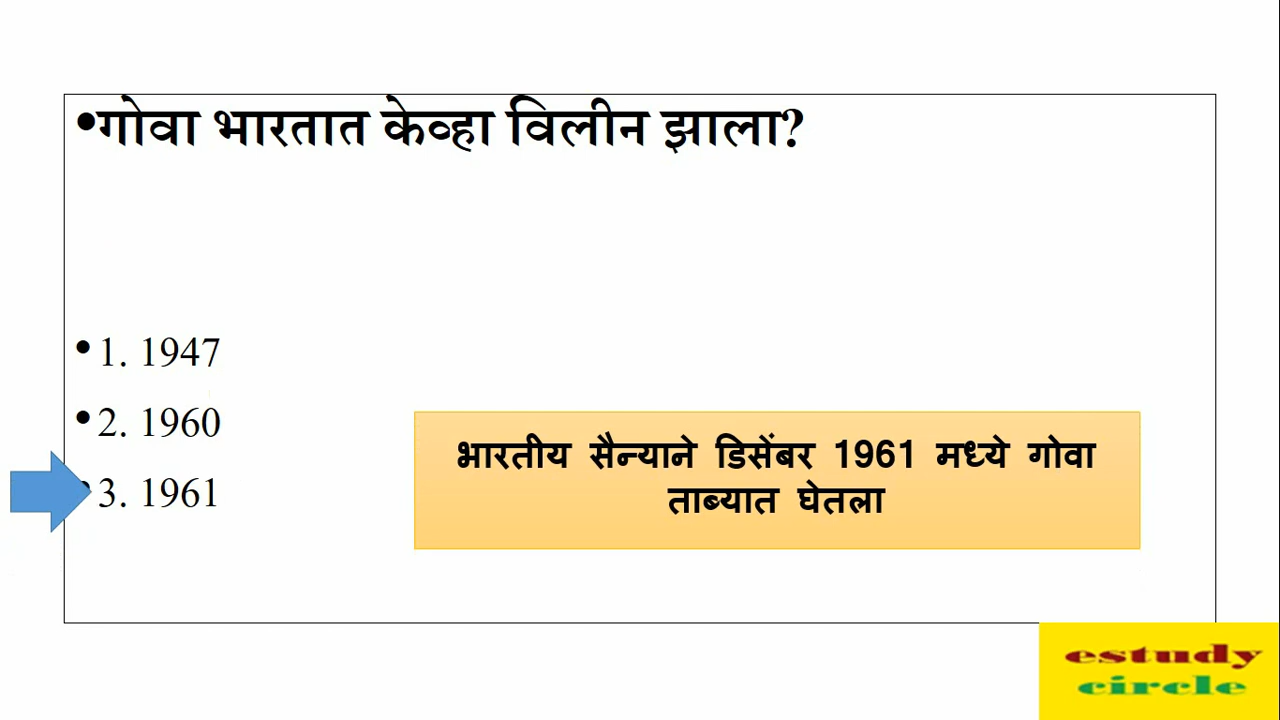 •गोवा भारतात केव्हा विलीन झाला?
•1. 1947
•2. 1960
•3. 1961
भारतीय सैन्याने डिसेंबर 1961 मध्ये गोवा
ताब्यात घेतला
estudy
circle